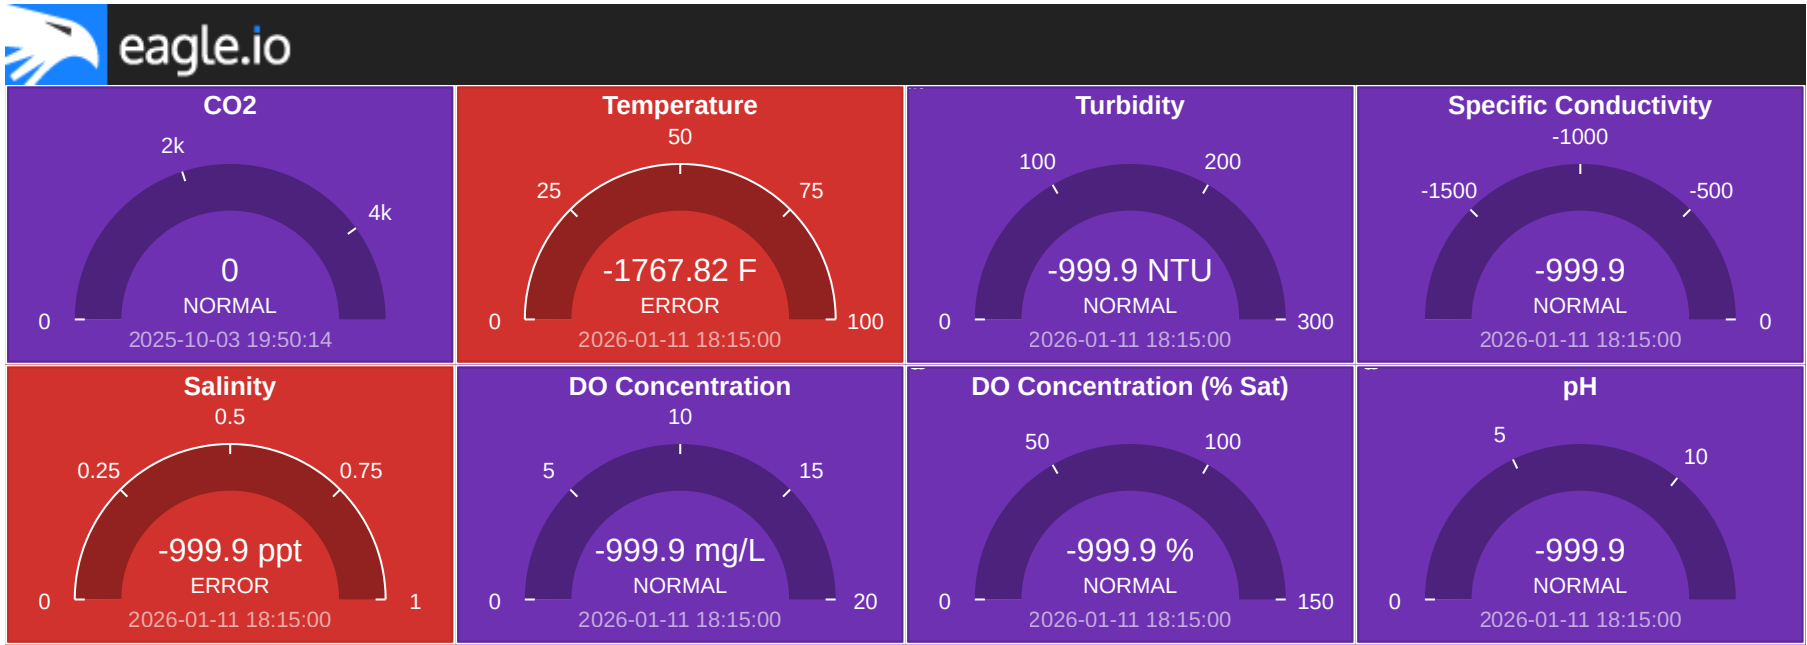 eagle.io
CO2
2k
4k
0
0
NORMAL
2025-10-03 19:50:14
Temperature
50
25
75
-1767.82 F
ERROR
0
100
2026-01-11 18:15:00
Turbidity
100
200
-999.9 NTU
NORMAL
0
300
2026-01-11 18:15:00
Specific Conductivity
-1000
-1500
-500
-999.9
NORMAL
0
2026-01-11 18:15:00
Salinity
0.5
0.25
0.75
-999.9 ppt
ERROR
0
1
2026-01-11 18:15:00
DO Concentration
10
5
15
-999.9 mg/L
NORMAL
0
20
2026-01-11 18:15:00
DO Concentration (% Sat)
50
100
-999.9 %
NORMAL
0
150
2026-01-11 18:15:00
pH
5
10
-999.9
NORMAL
0
2026-01-11 18:15:00